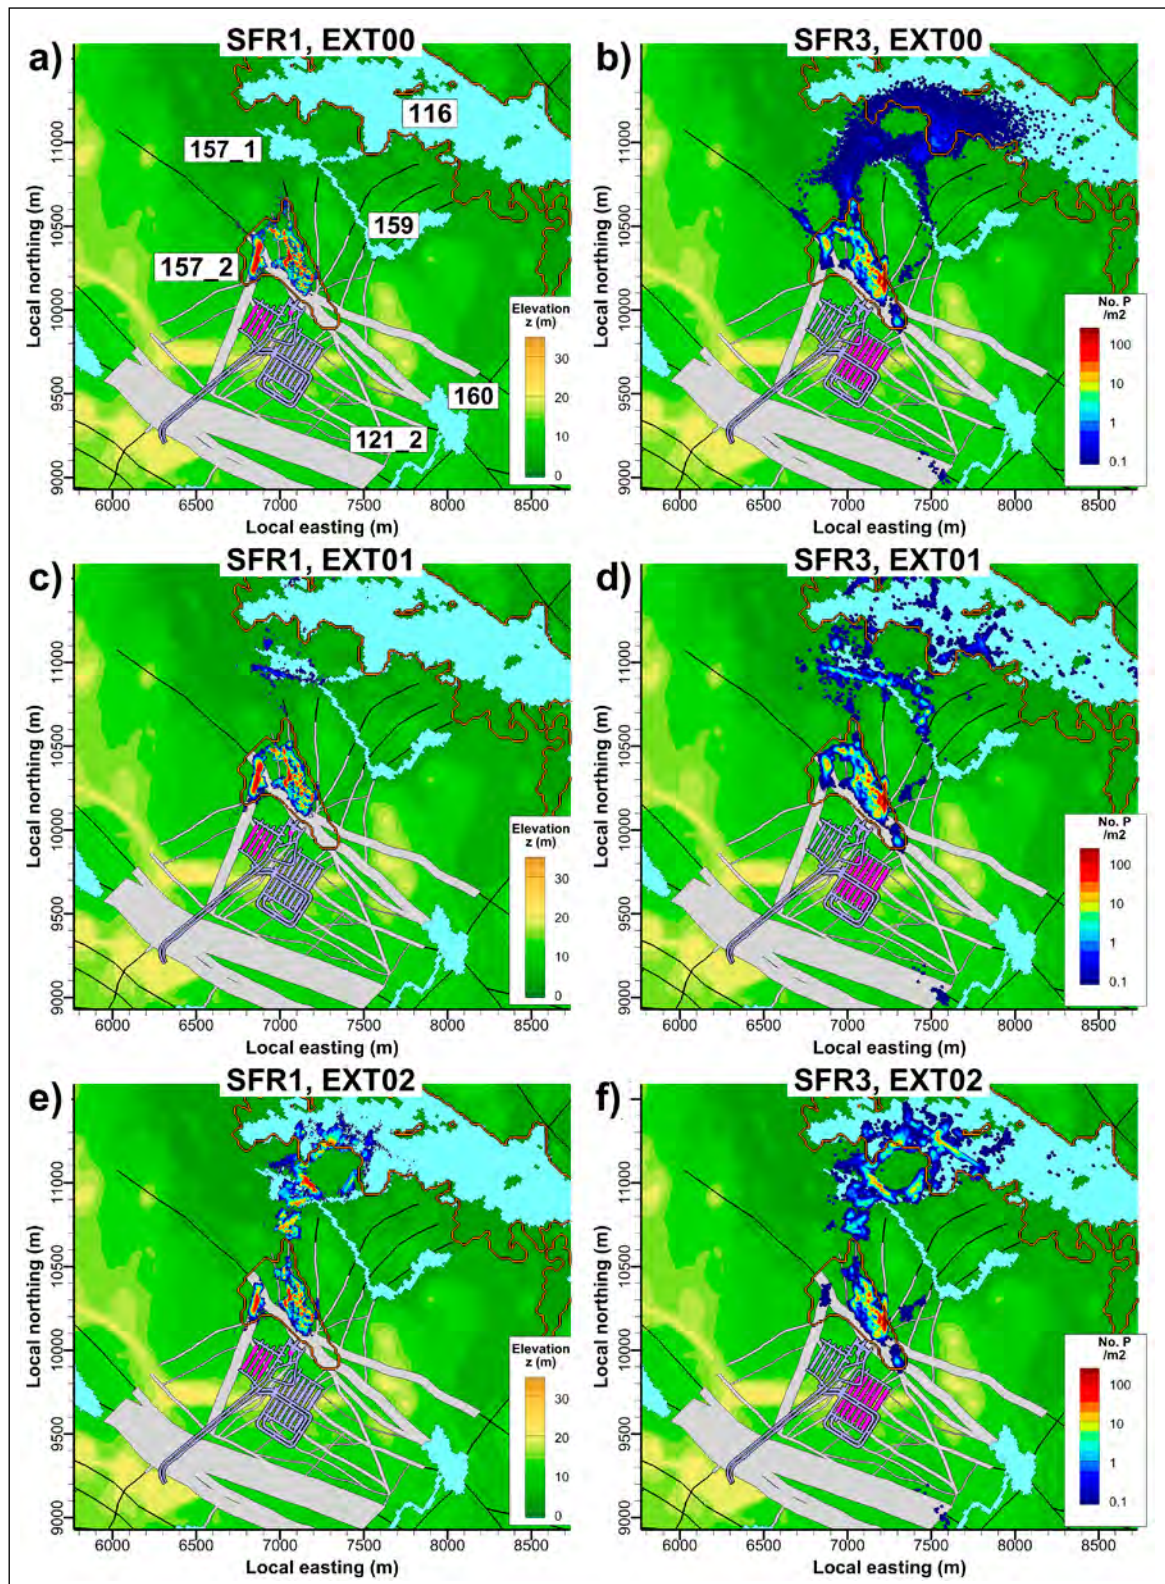 a) SFR1, EXT00
116
157_1
159
157_2
160
121_2
Elevation
z (m)
30
20
10
0
Local northing (m)
11000
10500
10000
9500
9000
6000 6500 7000 7500 8000 8500
Local easting (m)
b) SFR3, EXT00
No. P
/m2
100
10
1
0.1
Local northing (m)
11000
10500
10000
9500
9000
6000 6500 7000 7500 8000 8500
Local easting (m)
c) SFR1, EXT01
Elevation
z (m)
30
20
10
0
Local northing (m)
11000
10500
10000
9500
9000
6000 6500 7000 7500 8000 8500
Local easting (m)
d) SFR3, EXT01
No. P
/m2
100
10
1
0.1
Local northing (m)
11000
10500
10000
9500
9000
6000 6500 7000 7500 8000 8500
Local easting (m)
e) SFR1, EXT02
Elevation
z (m)
30
20
10
0
Local northing (m)
11000
10500
10000
9500
9000
6000 6500 7000 7500 8000 8500
Local easting (m)
f) SFR3, EXT02
No. P
/m2
100
10
1
0.1
Local northing (m)
11000
10500
10000
9500
9000
6000 6500 7000 7500 8000 8500
Local easting (m)